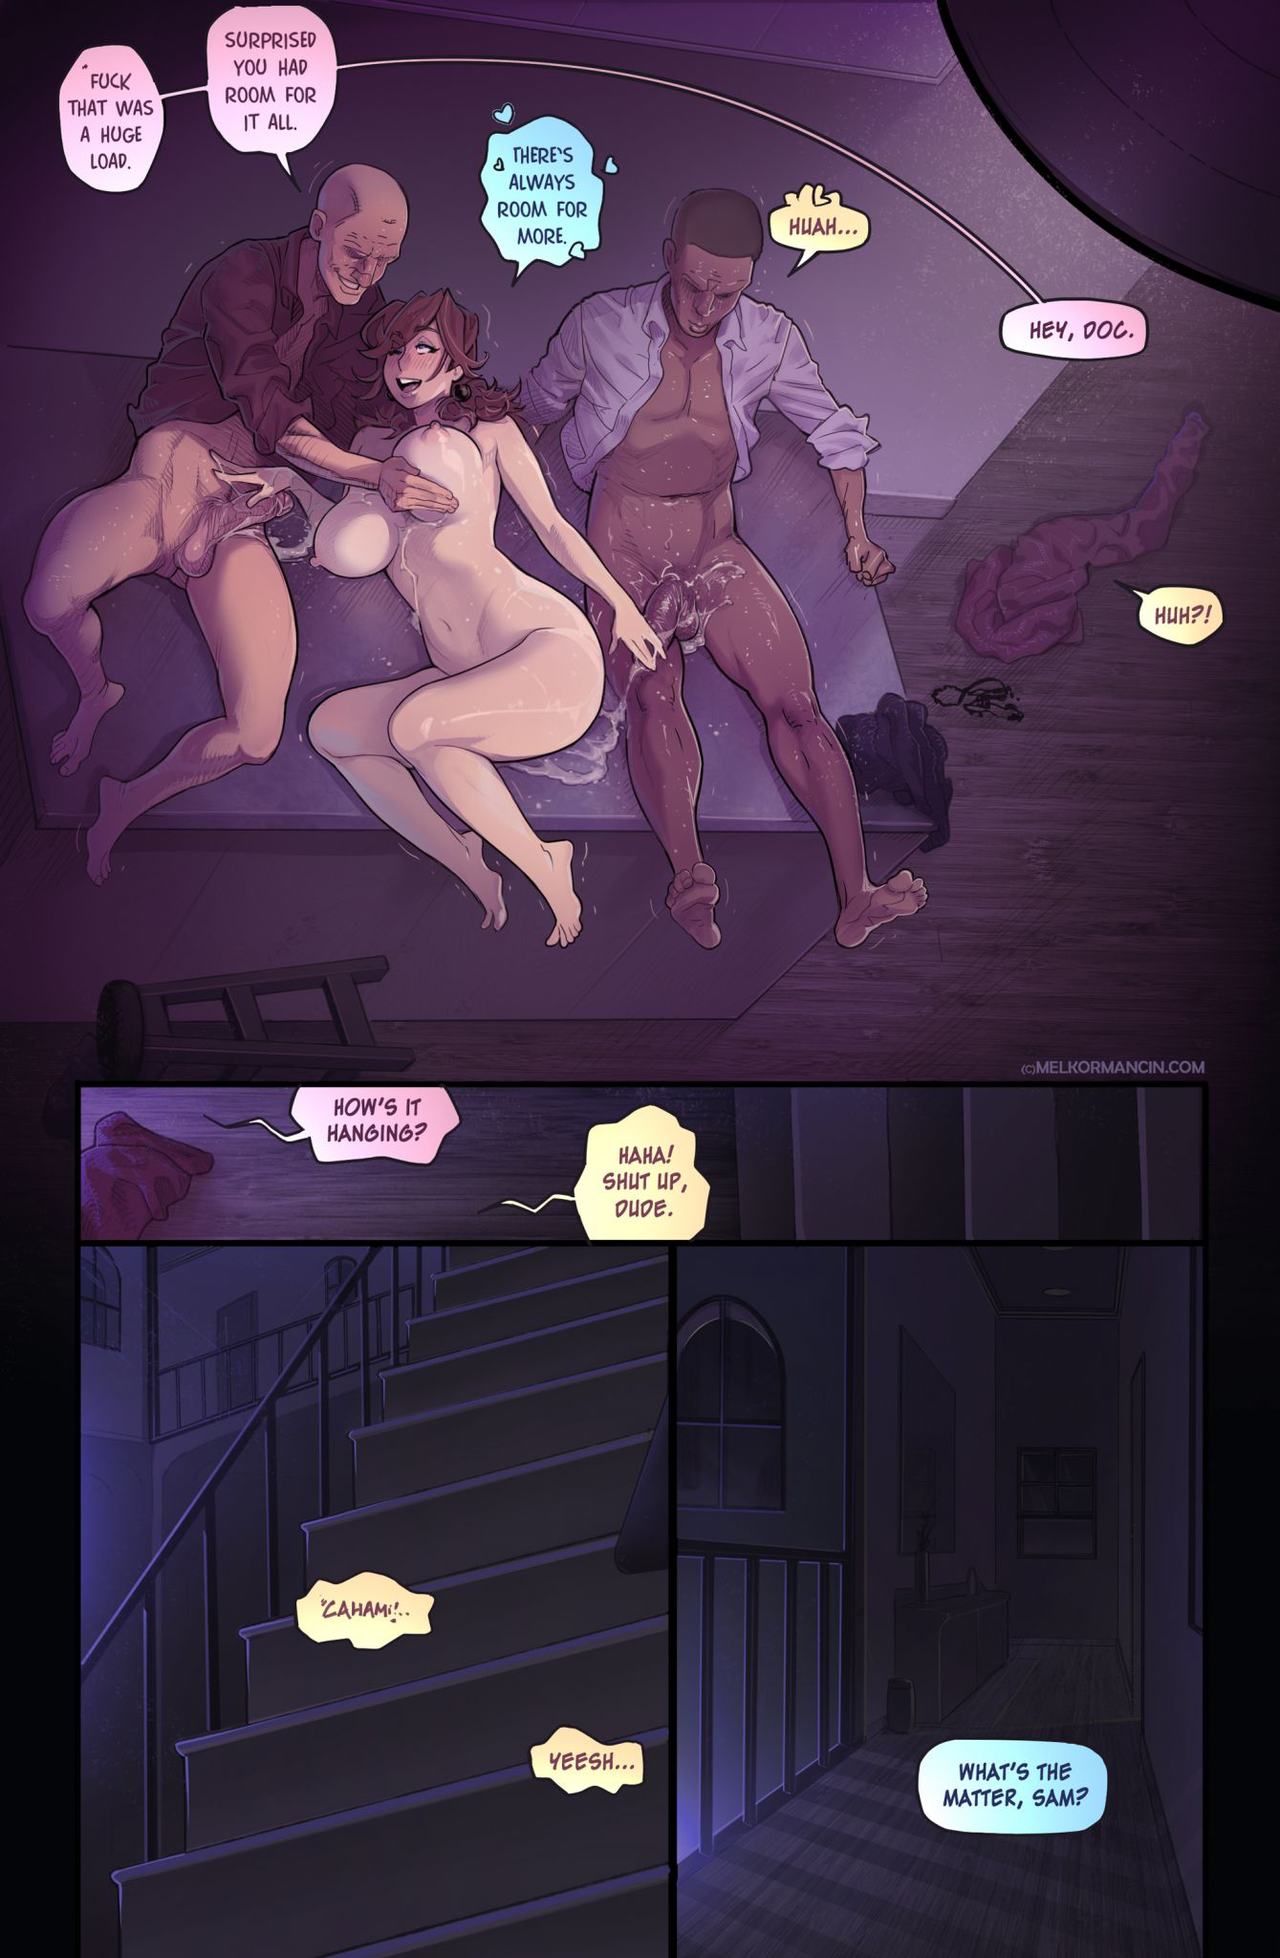 "FUCK
THAT WAS
A HUGE
LOAD.
SURPRISED
YOU HAD
ROOM FOR
IT ALL.
THERE'S
ALWAYS
ROOM FOR
MORE.
HUAH...
HEY, DOC.
HUH?!
(C)MELKORMANCIN.COM
HOW'S IT
HANGING?
HAHA!
SHUT UP,
DUDE.
"CAHAMi!..
YEESH...
WHAT'S THE
MATTER, SAM?